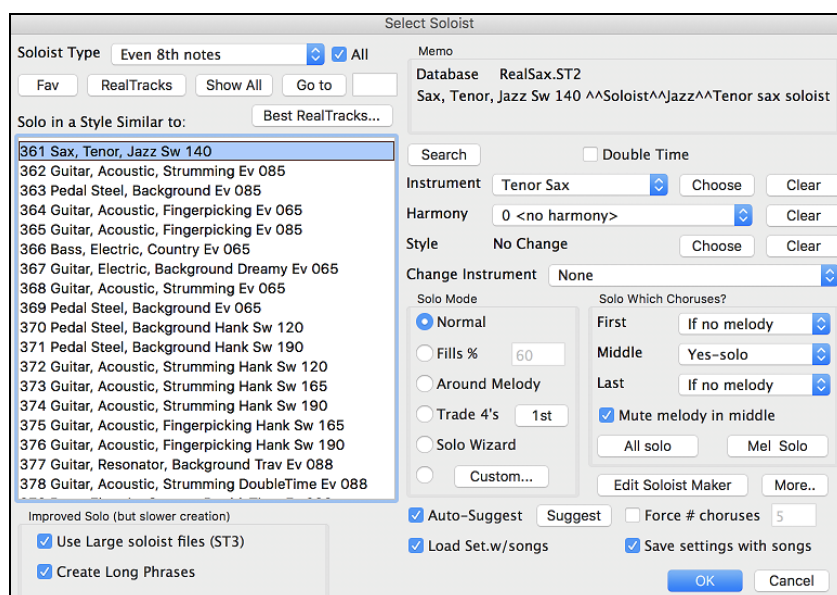 Select Soloist
Soloist Type Even 8th notes All
Fav RealTracks Show All Go to
Solo in a Style Similar to: Best RealTracks...
361 Sax, Tenor, Jazz Sw 140
362 Guitar, Acoustic, Strumming Ev 085
363 Pedal Steel, Background Ev 085
364 Guitar, Acoustic, Fingerpicking Ev 065
365 Guitar, Acoustic, Fingerpicking Ev 085
366 Bass, Electric, Country Ev 065
367 Guitar, Electric, Background Dreamy Ev 068
368 Guitar, Acoustic, Strumming Ev 065
369 Pedal Steel, Background Ev 065
370 Pedal Steel, Background Hank Sw 120
371 Pedal Steel, Background Hank Sw 190
372 Guitar, Acoustic, Strumming Hank Sw 120
373 Guitar, Acoustic, Strumming Hank Sw 165
374 Guitar, Acoustic, Strumming Hank Sw 190
375 Guitar, Acoustic, Fingerpicking Hank Sw 165
376 Guitar, Acoustic, Fingerpicking Hank Sw 190
377 Guitar, Resonator, Background Trav Ev 088
378 Guitar, Acoustic, Strumming DoubleTime Ev 088
Improved Solo (but slower creation)
Use Large soloist files (ST3)
Create Long Phrases
Memo
Database RealSax.ST2
Sax, Tenor, Jazz Sw 140 ^^Soloist^^Jazz^^Tenor sax soloist
Search Double Time
Instrument Tenor Sax Choose Clear
Harmony 0 <no harmony> Clear
Style No Change Choose Clear
Change Instrument None
Solo Mode
Normal
Fills % 60
Around Melody
Trade 4's 1st
Solo Wizard
Custom...
Solo Which Choruses?
First If no melody
Middle Yes-solo
Last If no melody
Mute melody in middle
All solo Mel Solo
Edit Soloist Maker More..
Auto-Suggest Suggest Force # choruses 5
Load Set.w/songs Save settings with songs
OK Cancel